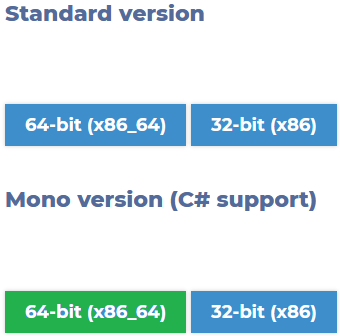 Standard version
64-bit (x86_64) 32-bit (x86)
Mono version (C# support)
64-bit (x86_64) 32-bit (x86)